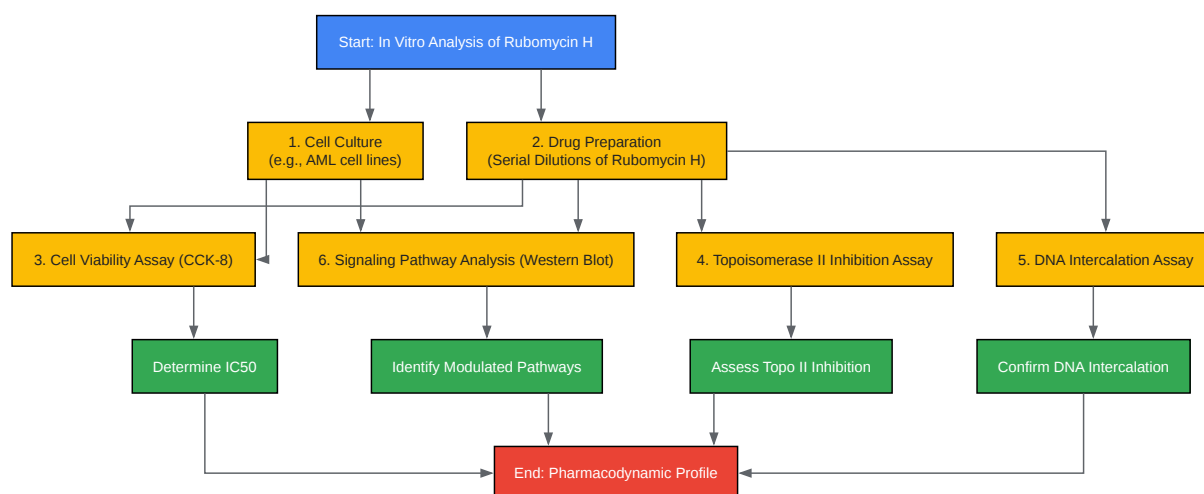 Start: In Vitro Analysis of Rubomycin H
1. Cell Culture
(e.g., AML cell lines)
2. Drug Preparation
(Serial Dilutions of Rubomycin H)
3. Cell Viability Assay (CCK-8)
6. Signaling Pathway Analysis (Western Blot)
4. Topoisomerase II Inhibition Assay
5. DNA Intercalation Assay
Determine IC50
Identify Modulated Pathways
Assess Topo II Inhibition
Confirm DNA Intercalation
End: Pharmacodynamic Profile